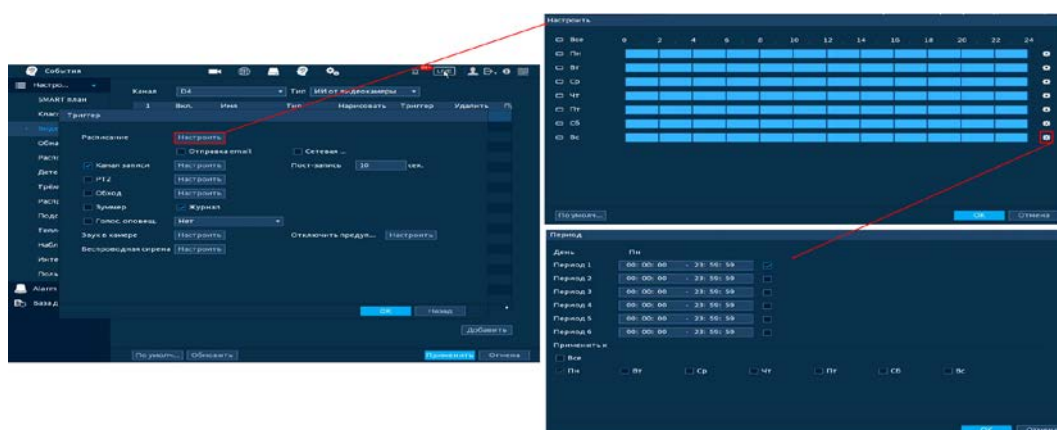 События
LIVE
Настро...
SMART план
Канал D4 Тип ИИ от видеокамеры
1 Вкл. Имя Тип Нарисовать Триггер Удалить
Триггер
Расписание Настроить
Отправка email Сетевая ...
Канал записи Настроить Пост-запись 10 сек.
PTZ Настроить
Обход Настроить
Зуммер Журнал
Голос. оповещ. Нет
Звук в камере Настроить Отключить предуп... Настроить
Беспроводная сирена Настроить
OK Назад
Добавить
По умолч... Обновить Применить Отмена
Настроить
Все 0 2 4 6 8 10 12 14 16 18 20 22 24
Пн
Вт
Ср
Чт
Пт
Сб
Вс
По умолч... OK Отмена
Период
День Пн
Период 1 00: 00: 00 - 23: 59: 59
Период 2 00: 00: 00 - 23: 59: 59
Период 3 00: 00: 00 - 23: 59: 59
Период 4 00: 00: 00 - 23: 59: 59
Период 5 00: 00: 00 - 23: 59: 59
Период 6 00: 00: 00 - 23: 59: 59
Применить к
Все
Пн Вт Ср Чт Пт Сб Вс
OK Отмена